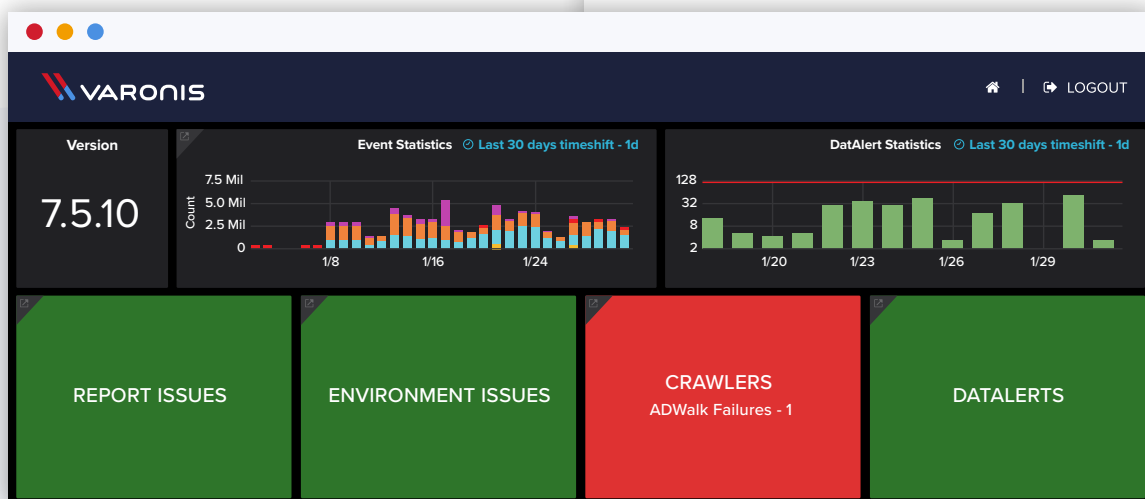 VARONIS
LOGOUT
Version
7.5.10
Event Statistics Last 30 days timeshift - 1d
Count
7.5 Mil
5.0 Mil
2.5 Mil
0
1/8 1/16 1/24
DatAlert Statistics Last 30 days timeshift - 1d
128
32
8
2
1/20 1/23 1/26 1/29
REPORT ISSUES
ENVIRONMENT ISSUES
CRAWLERS
ADWalk Failures - 1
DATALERTS